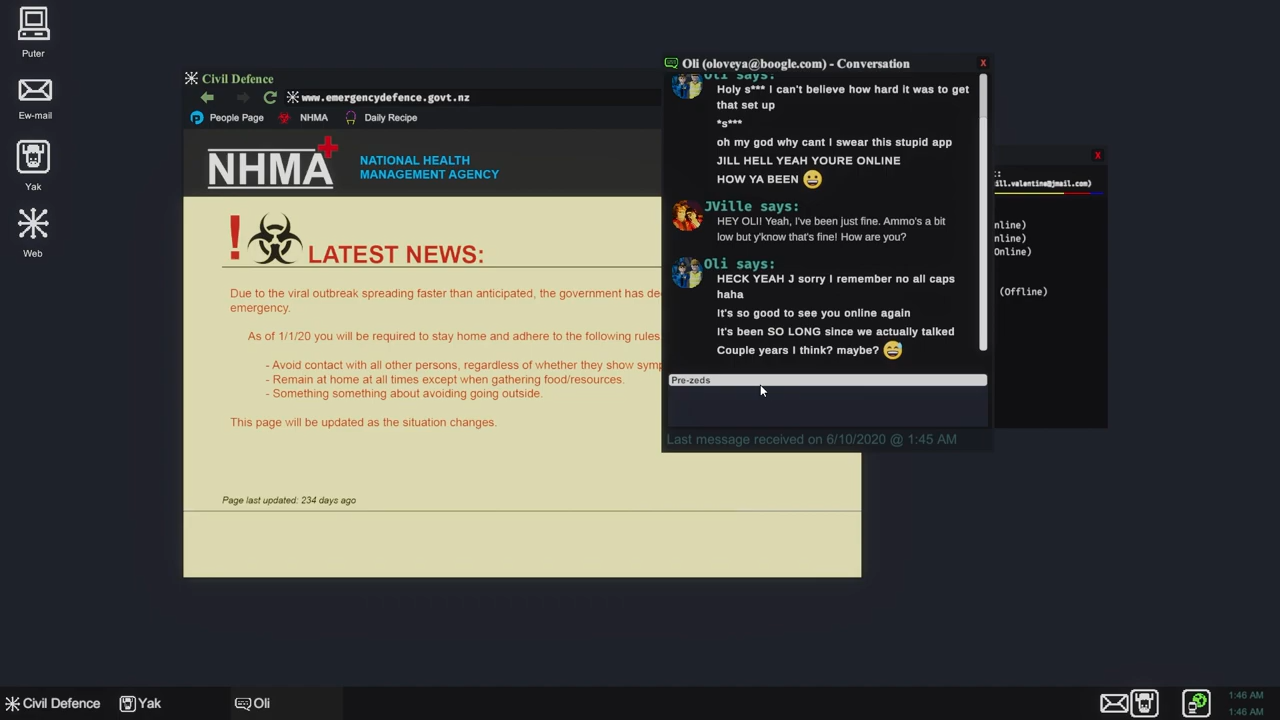 Puter
Ew-mail
Yak
Web
Civil Defence
www.emergencydefence.govt.nz
People Page
NHMA
Daily Recipe
NHMA
NATIONAL HEALTH
MANAGEMENT AGENCY
! LATEST NEWS:
Due to the viral outbreak spreading faster than anticipated, the government has
emergency.
As of 1/1/20 you will be required to stay home and adhere to the following rules
- Avoid contact with all other persons, regardless of whether they show
- Remain at home at all times except when gathering food/resources.
- Something something about avoiding going outside.
This page will be updated as the situation changes.
Page last updated: 234 days ago
Oli (oloveya@boogle.com) - Conversation
X
Oli says:
Holy s*** I can't believe how hard it was to get
that set up
*s***
oh my god why cant I swear this stupid app
JILL HELL YEAH YOURE ONLINE
HOW YA BEEN 😀
JVille says:
HEY OLI! Yeah, I've been just fine. Ammo's a bit
low but y'know that's fine! How are you?
Oli says:
HECK YEAH J sorry I remember no all caps
haha
It's so good to see you online again
It's been SO LONG since we actually talked
Couple years I think? maybe? 😅
Pre-zeds
Last message received on 6/10/2020 @ 1:45 AM
X
ill.valentine@jmail.com)
nline)
nline)
Online)
(Offline)
Civil Defence
Yak
Oli
1:46 AM
1:46 AM